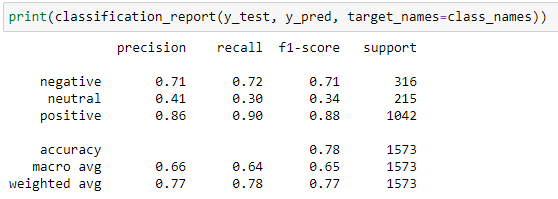 print(classification_report(y_test, y_pred, target_names=class_names))
precision recall f1-score support
negative 0.71 0.72 0.71 316
neutral 0.41 0.30 0.34 215
positive 0.86 0.90 0.88 1042
accuracy 0.78 1573
macro avg 0.66 0.64 0.65 1573
weighted avg 0.77 0.78 0.77 1573